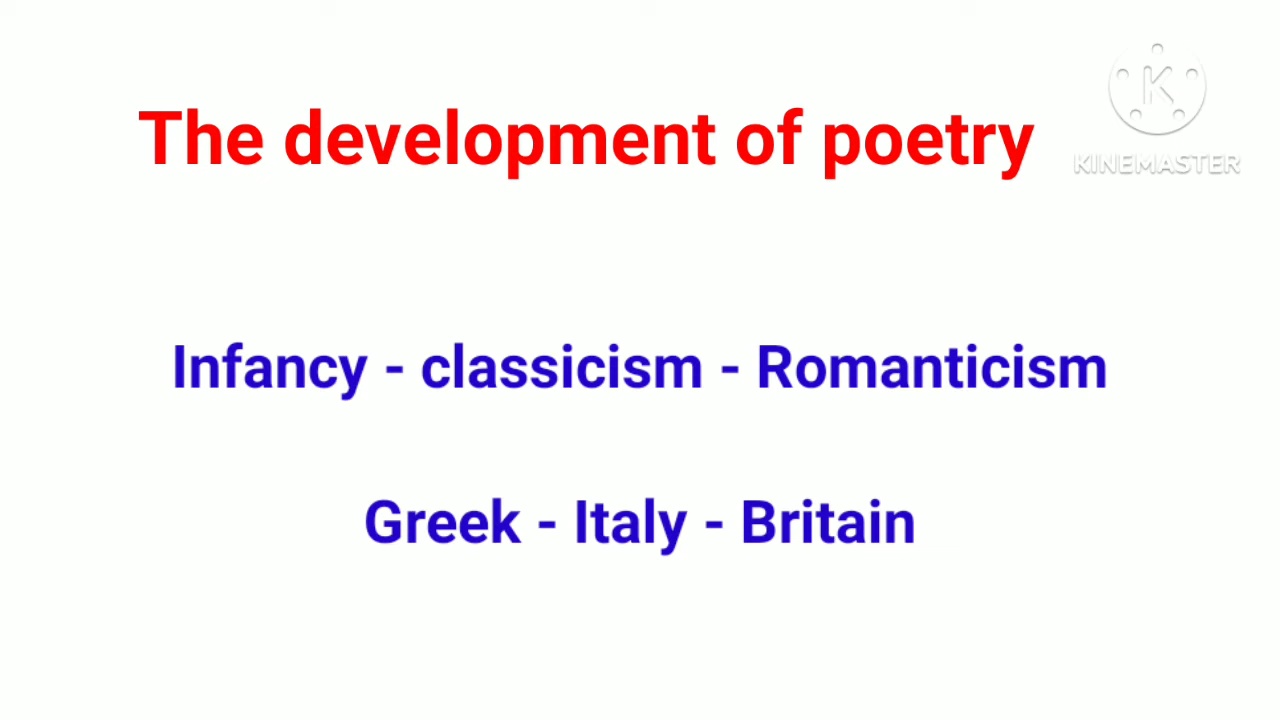 The development of poetry
K
KINEMASTER
Infancy - classicism - Romanticism
Greek - Italy - Britain